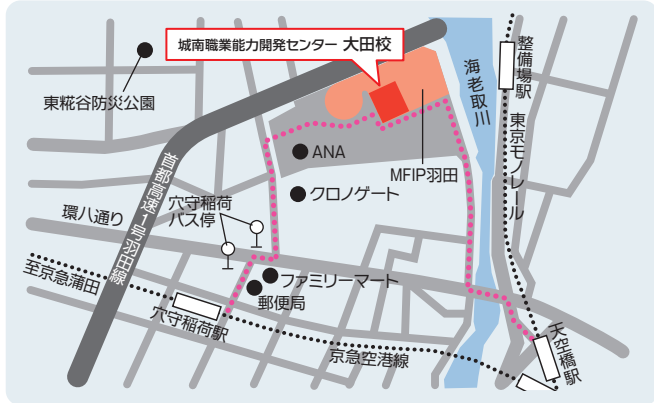 城南職業能力開発センター 大田校
東糀谷防災公園
海老取川
整備場駅
東京モノレール
ANA
MFIP羽田
クロノゲート
首都高速1号羽田線
穴守稲荷
バス停
環八通り
至京急蒲田
ファミリーマート
郵便局
穴守稲荷駅
京急空港線
天空橋駅